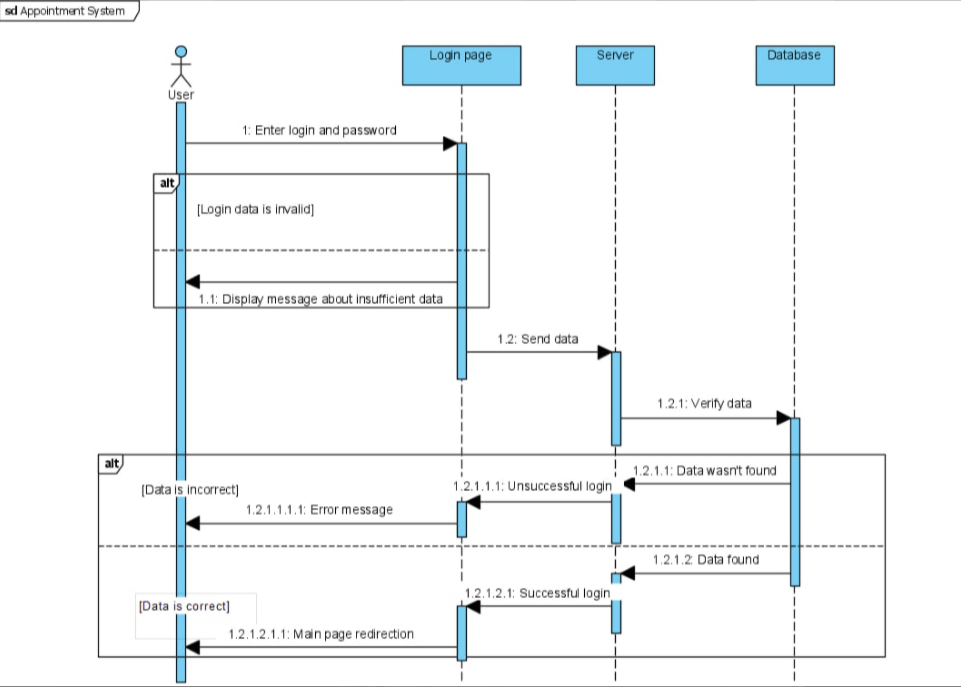 sd Appointment System
Login page
Server
Database
User
1: Enter login and password
alt
[Login data is invalid]
1.1: Display message about insufficient data
1.2: Send data
1.2.1: Verify data
alt
1.2.1.1: Data wasn't found
[Data is incorrect]
1.2.1.1.1: Unsuccessful login
1.2.1.1.1.1: Error message
1.2.1.2: Data found
1.2.1.2.1: Successful login
[Data is correct]
1.2.1.2.1.1: Main page redirection